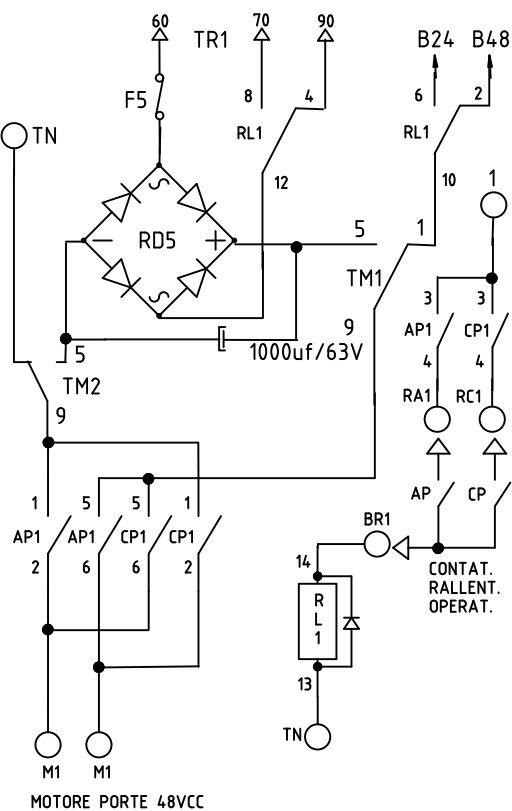 60 TR1 70 90
B24 B48
F5
8 4
RL1
12
6 2
RL1
10
TN
1
RD5
− +
5 1
TM1
9
1000uf/63V
5
TM2
9
3 3
AP1 CP1
4 4
RA1 RC1
1 5 5 1
AP1 AP1 CP1 CP1
2 6 6 2
AP CP
BR1
14
CONTAT.
RALLENT.
OPERAT.
R
L
1
13
TN
M1 M1
MOTORE PORTE 48VCC